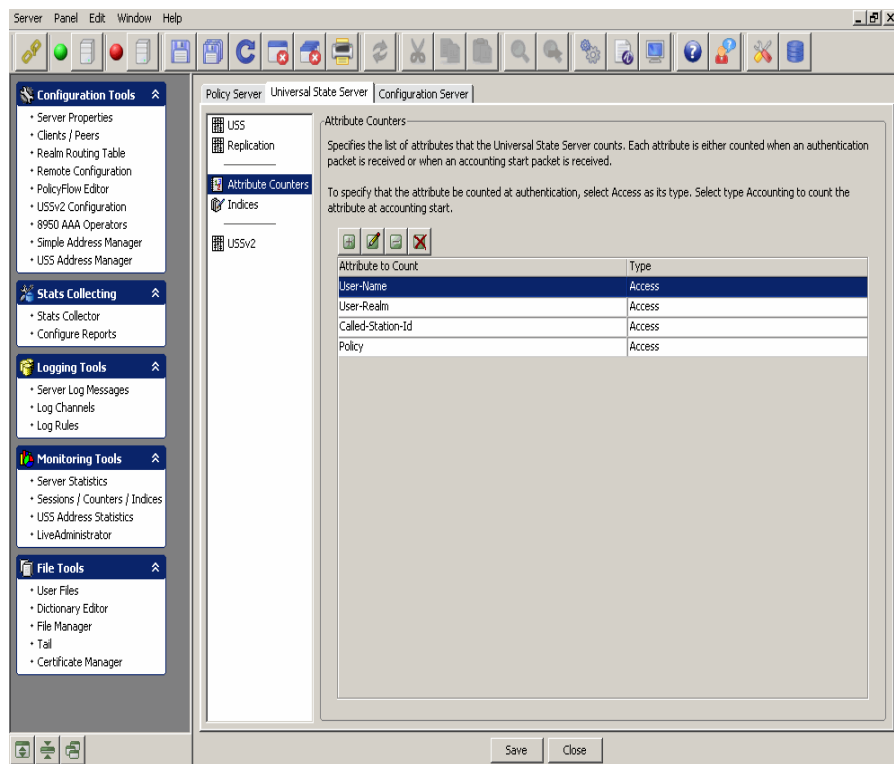 Server Panel Edit Window Help
Configuration Tools
• Server Properties
• Clients / Peers
• Realm Routing Table
• Remote Configuration
• PolicyFlow Editor
• USSv2 Configuration
• 8950 AAA Operators
• Simple Address Manager
• USS Address Manager
Stats Collecting
• Stats Collector
• Configure Reports
Logging Tools
• Server Log Messages
• Log Channels
• Log Rules
Monitoring Tools
• Server Statistics
• Sessions / Counters / Indices
• USS Address Statistics
• LiveAdministrator
File Tools
• User Files
• Dictionary Editor
• File Manager
• Tail
• Certificate Manager
Policy Server Universal State Server Configuration Server
USS
Replication
Attribute Counters
Indices
USSv2
Attribute Counters
Specifies the list of attributes that the Universal State Server counts. Each attribute is either counted when an authentication
packet is received or when an accounting start packet is received.
To specify that the attribute be counted at authentication, select Access as its type. Select type Accounting to count the
attribute at accounting start.
Attribute to Count Type
User-Name Access
User-Realm Access
Called-Station-Id Access
Policy Access
Save Close